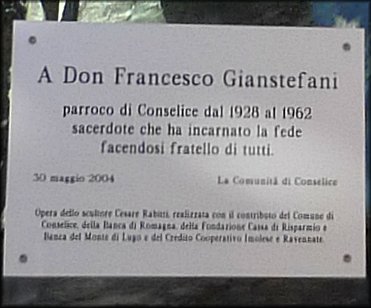 A Don Francesco Gianstefani
parroco di Conselice dal 1928 al 1962
sacerdote che ha incarnato la fede
facendosi fratello di tutti.
30 maggio 2004 La Comunità di Conselice
Opera dello scultore Cesare Rabitti, realizzata con il contributo del Comune di
Conselice, della Banca di Romagna, della Fondazione Cassa di Risparmio e
Banca del Monte di Lugo e del Credito Cooperativo Imolese e Ravennate.